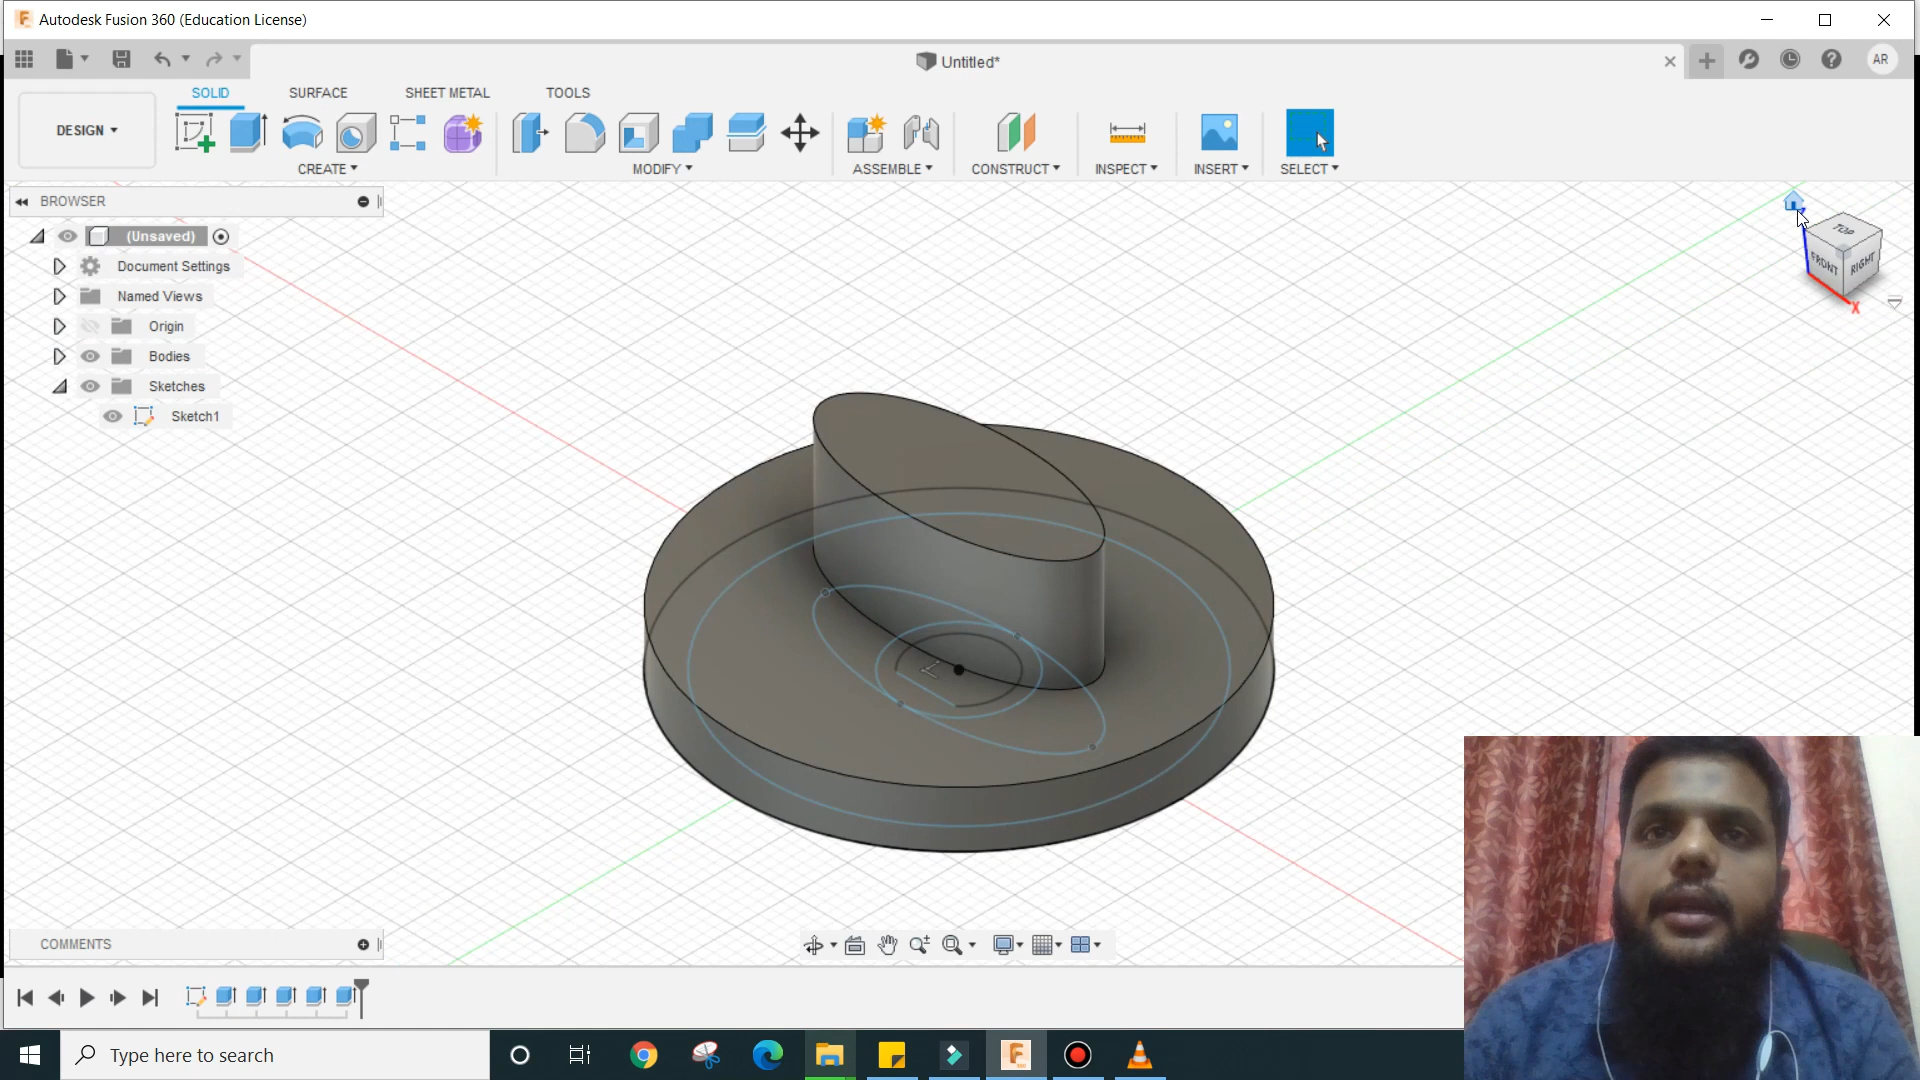 Autodesk Fusion 360 (Education License)
Untitled*
AR
SOLID SURFACE SHEET METAL TOOLS
DESIGN
CREATE MODIFY ASSEMBLE CONSTRUCT INSPECT INSERT SELECT
BROWSER
(Unsaved)
Document Settings
Named Views
Origin
Bodies
Sketches
Sketch1
TOP
FRONT
RIGHT
X
COMMENTS
Type here to search